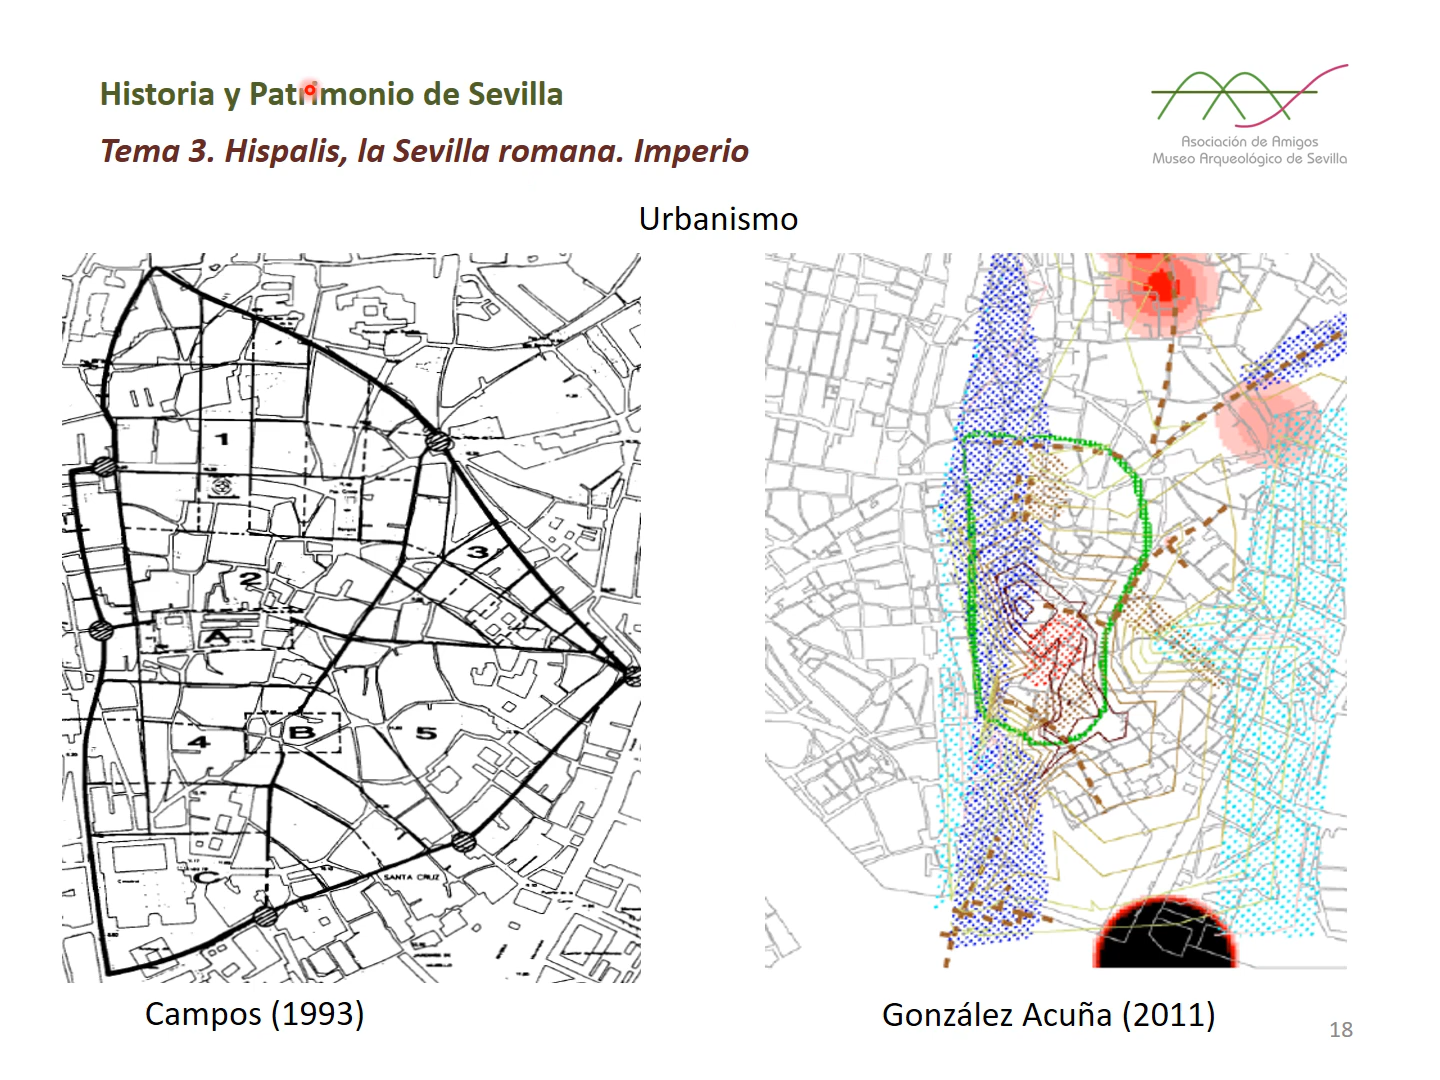 Historia y Patrimonio de Sevilla
Tema 3. Hispalis, la Sevilla romana. Imperio
Asociación de Amigos
Museo Arqueológico de Sevilla
Urbanismo
1
2
3
A
4
B
5
C
SANTA CRUZ
Campos (1993)
González Acuña (2011)
18